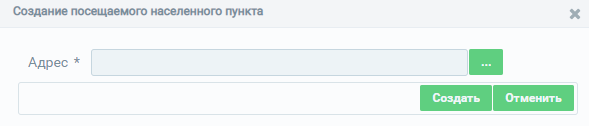 Создание посещаемого населенного пункта
Адрес * ...
Создать Отменить